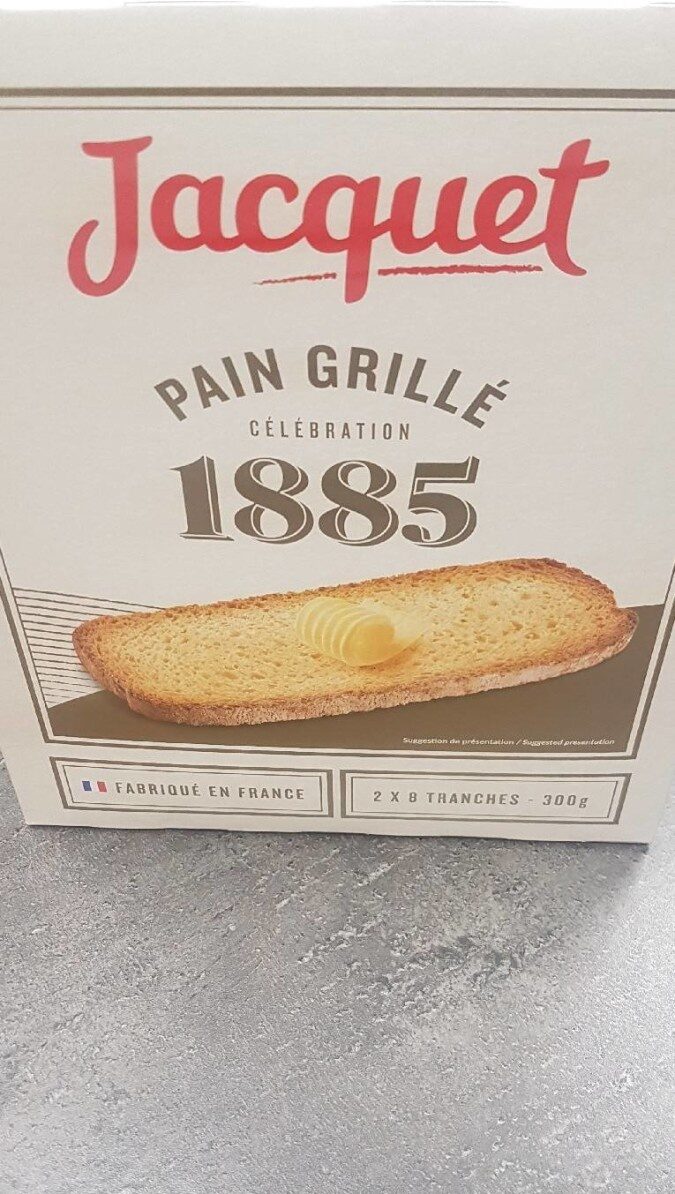 Jacquet
PAIN GRILLÉ
CÉLÉBRATION
1885
Suggestion de présentation / Suggested presentation
FABRIQUÉ EN FRANCE
2 X 8 TRANCHES - 300g